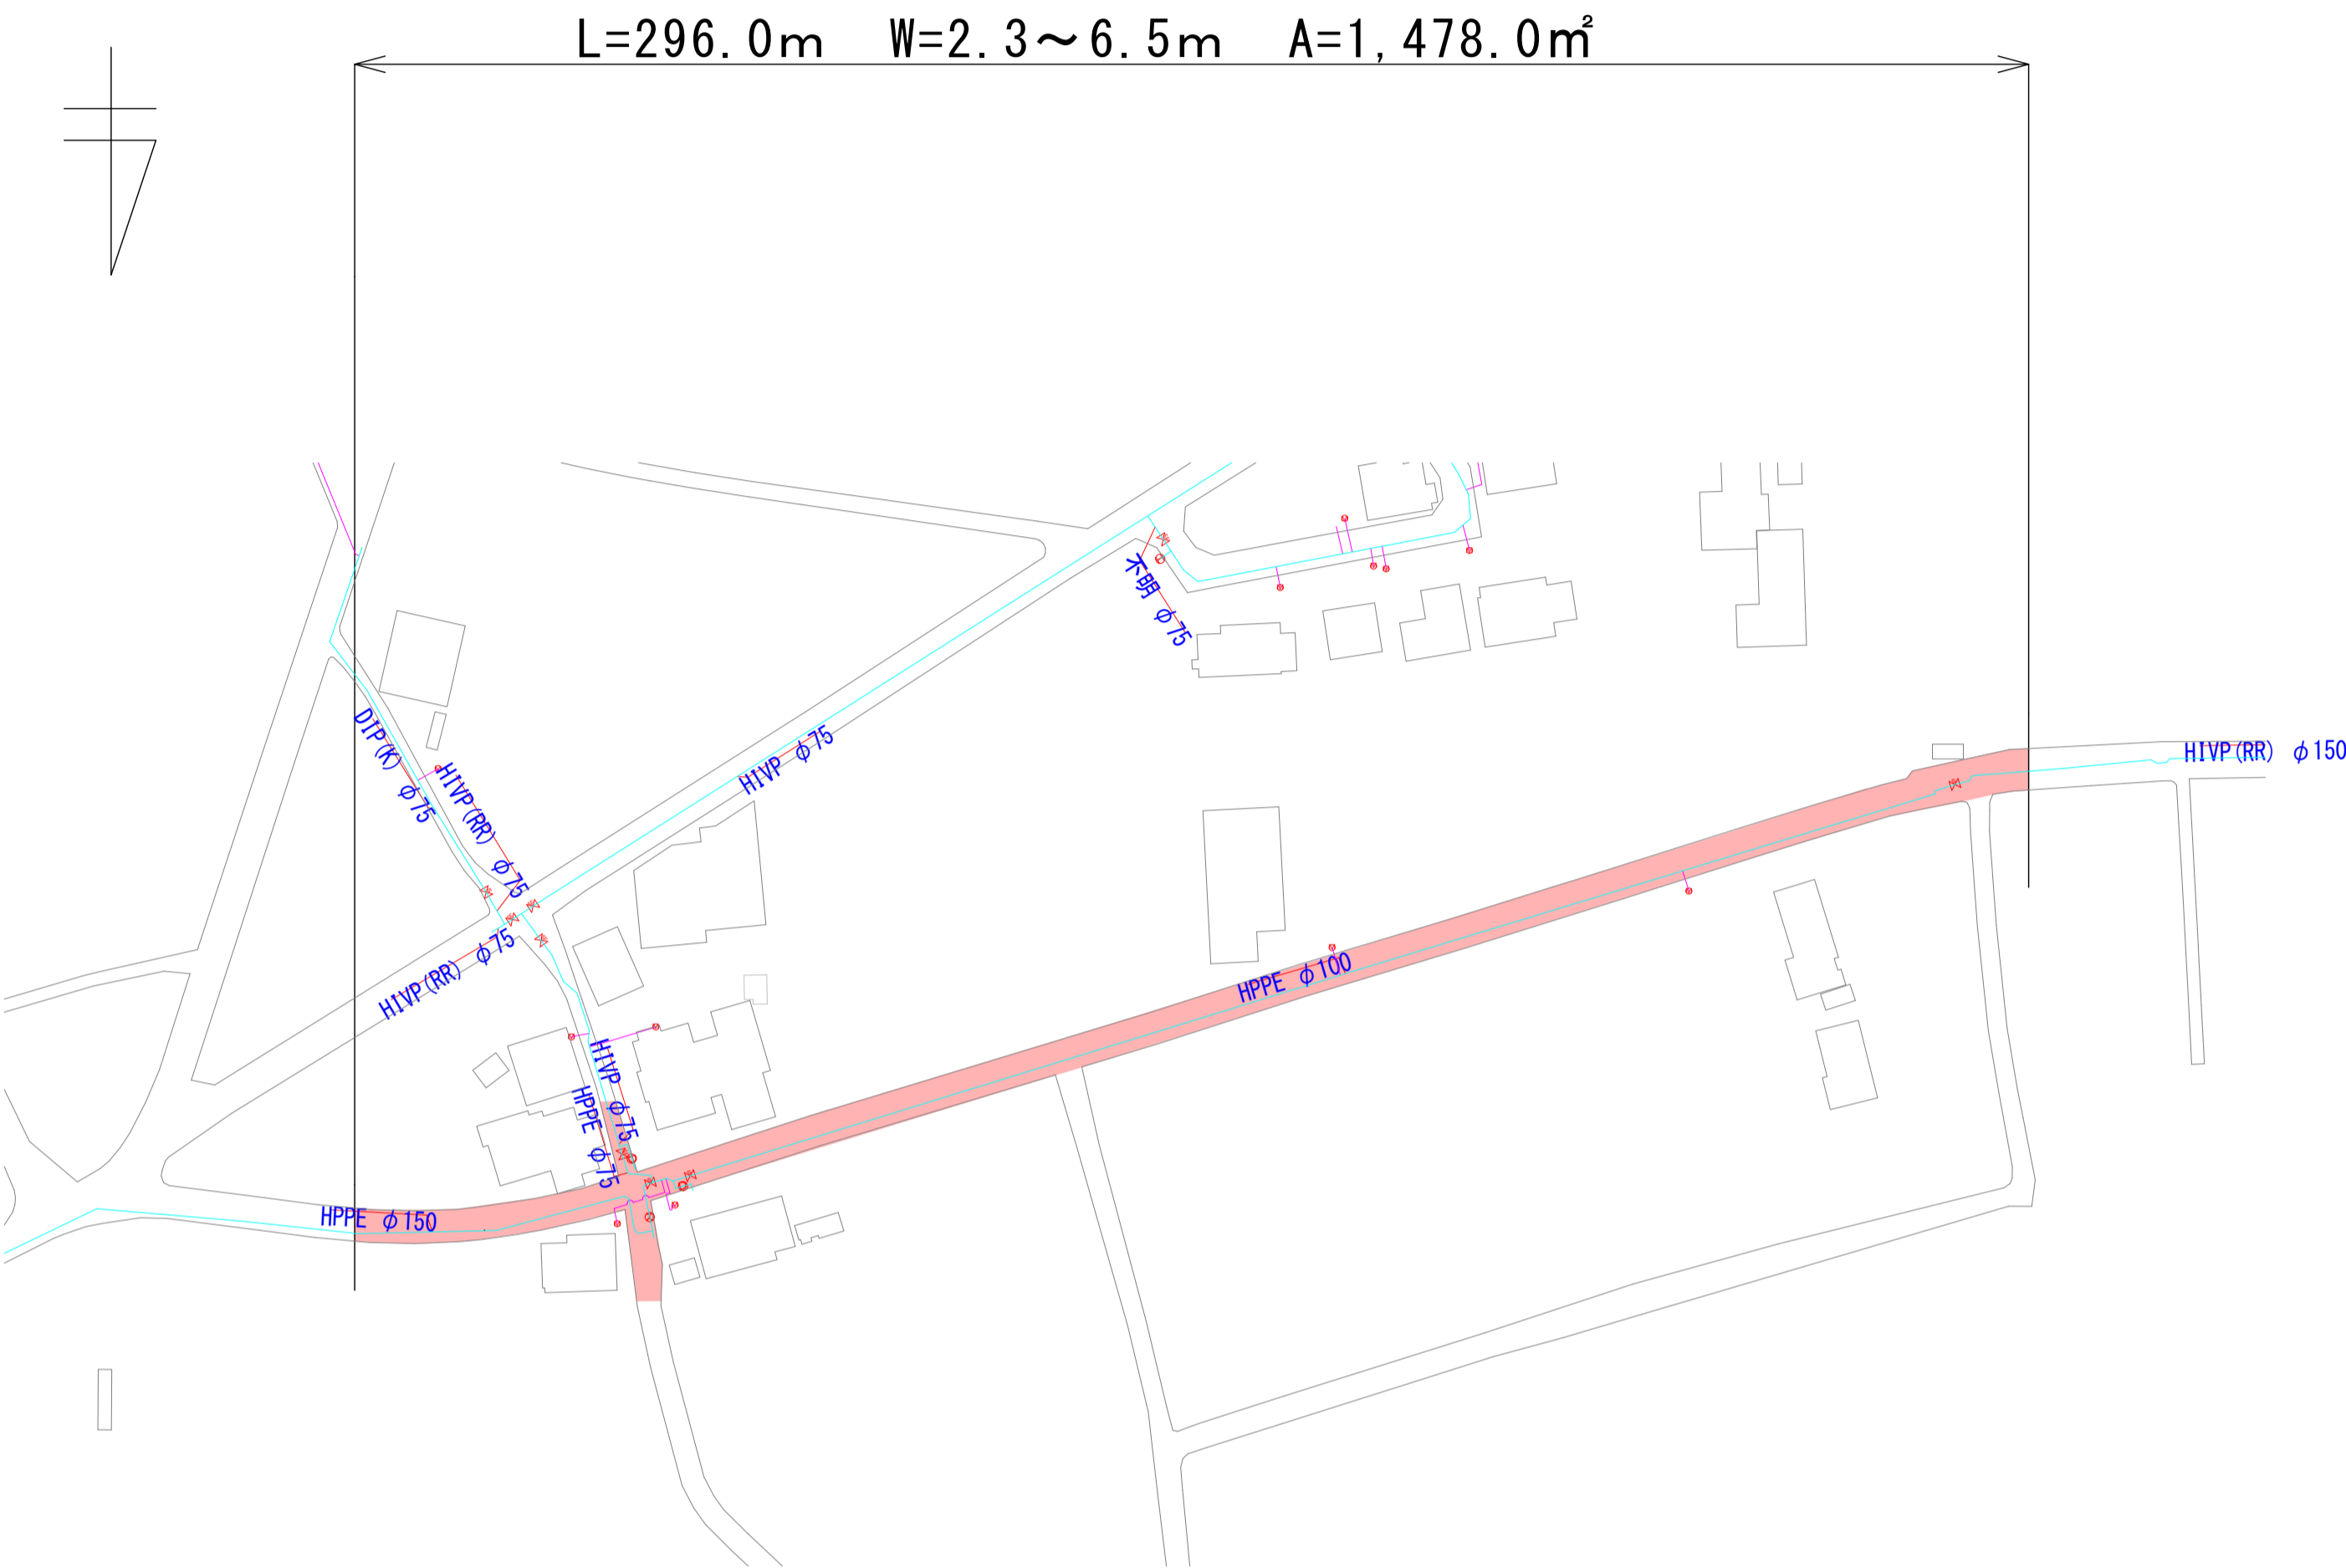 L=296.0m W=2.3～6.5m A=1,478.0㎡
不明 φ75
DIP(K) φ75
HIVP(RR) φ75
HIVP φ75
HIVP(RR) φ150
HIVP(RR) φ75
HPPE φ100
HIVP φ75
HPPE φ75
HPPE φ150